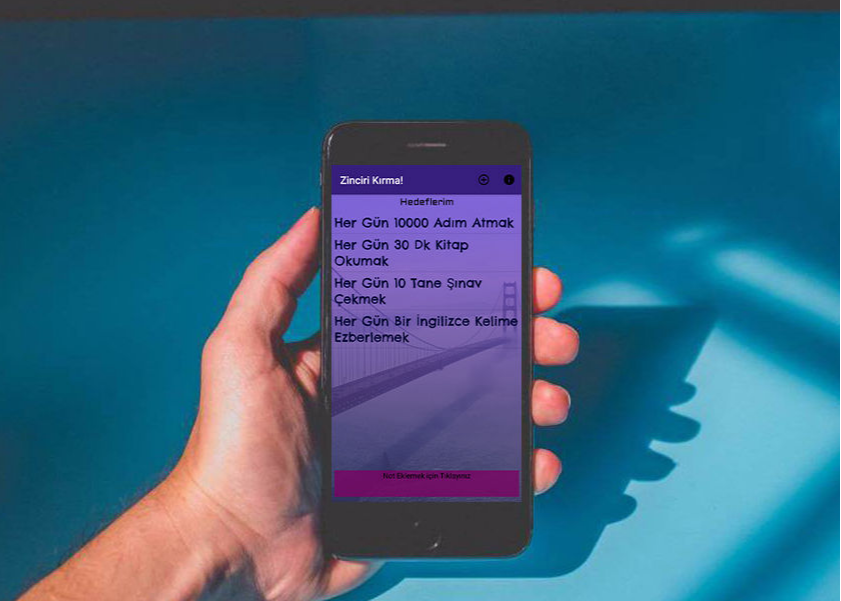 Zinciri Kırma!
Hedeflerim
Her Gün 10000 Adım Atmak
Her Gün 30 Dk Kitap
Okumak
Her Gün 10 Tane Şınav
Çekmek
Her Gün Bir İngilizce Kelime
Ezberlemek
Not Eklemek İçin Tıklayınız